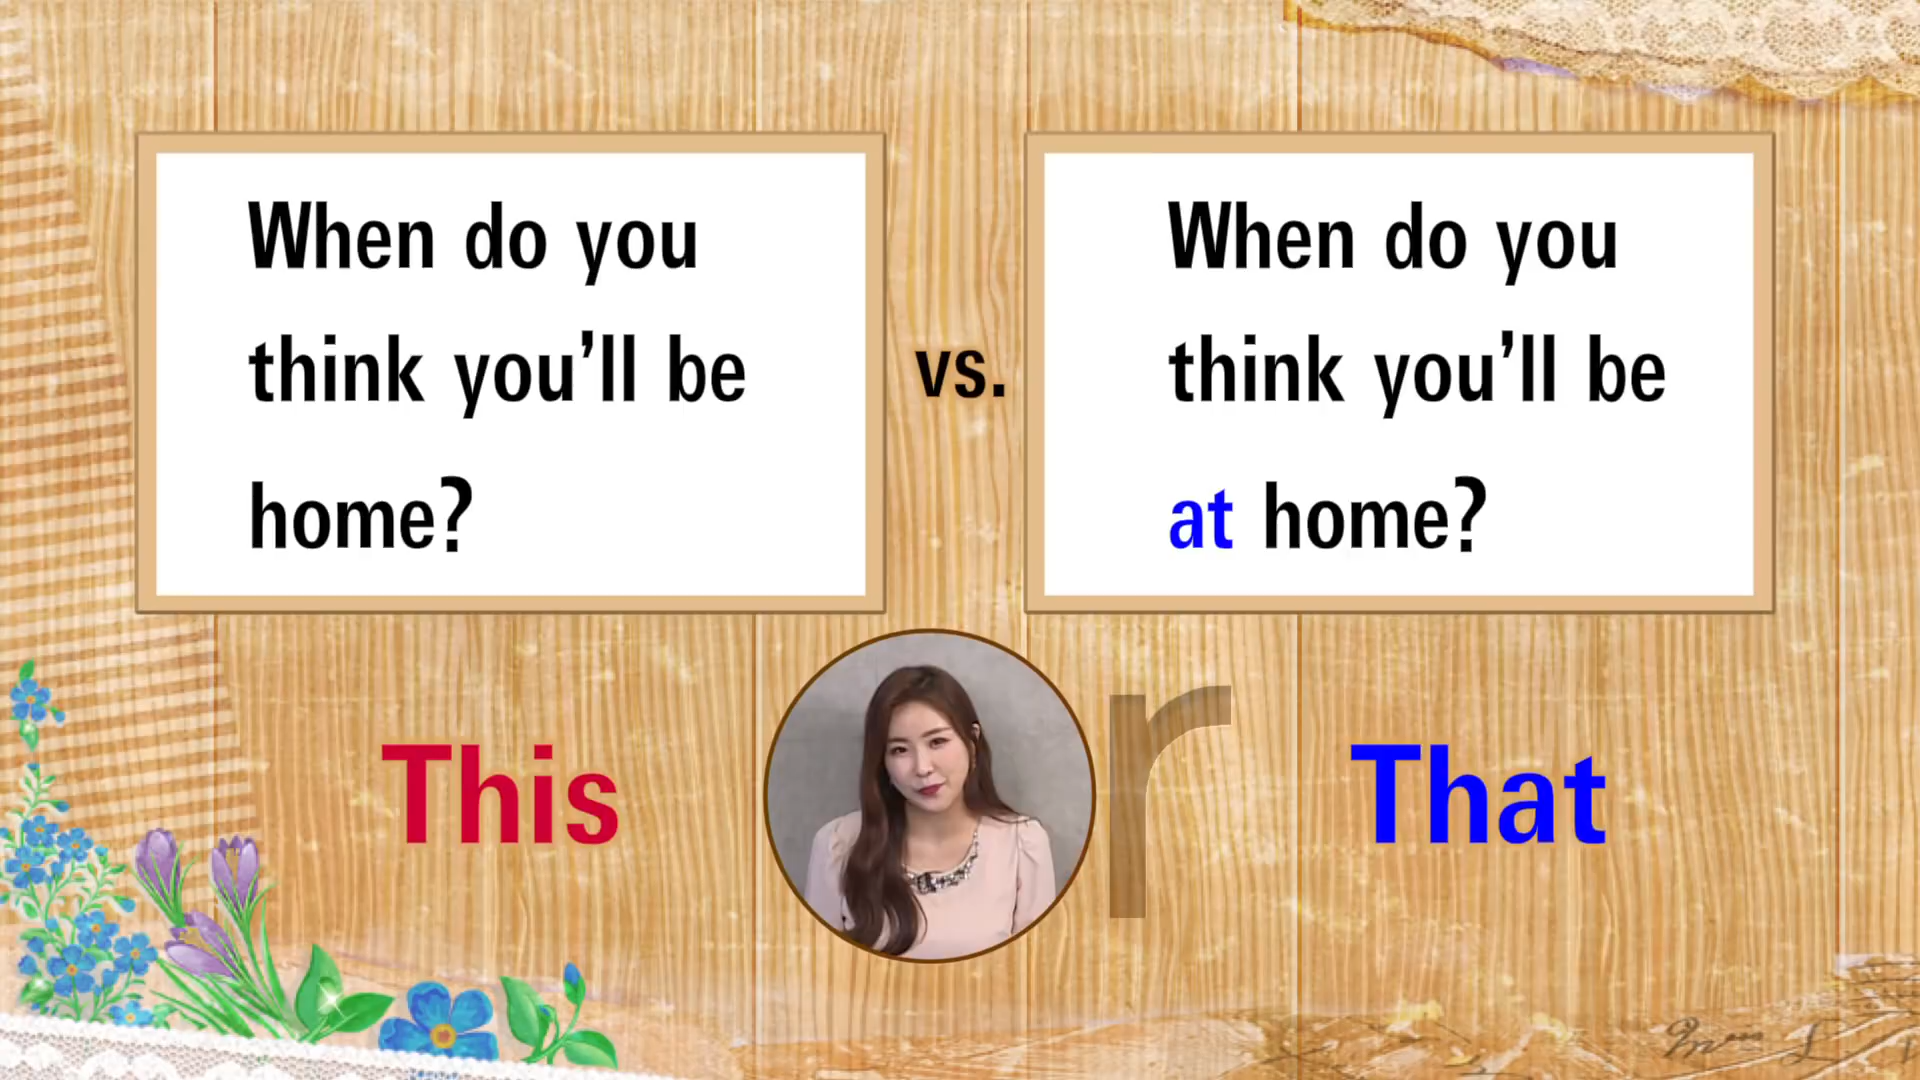 When do you
think you'll be
home?
vs.
When do you
think you'll be
at home?
This
r
That